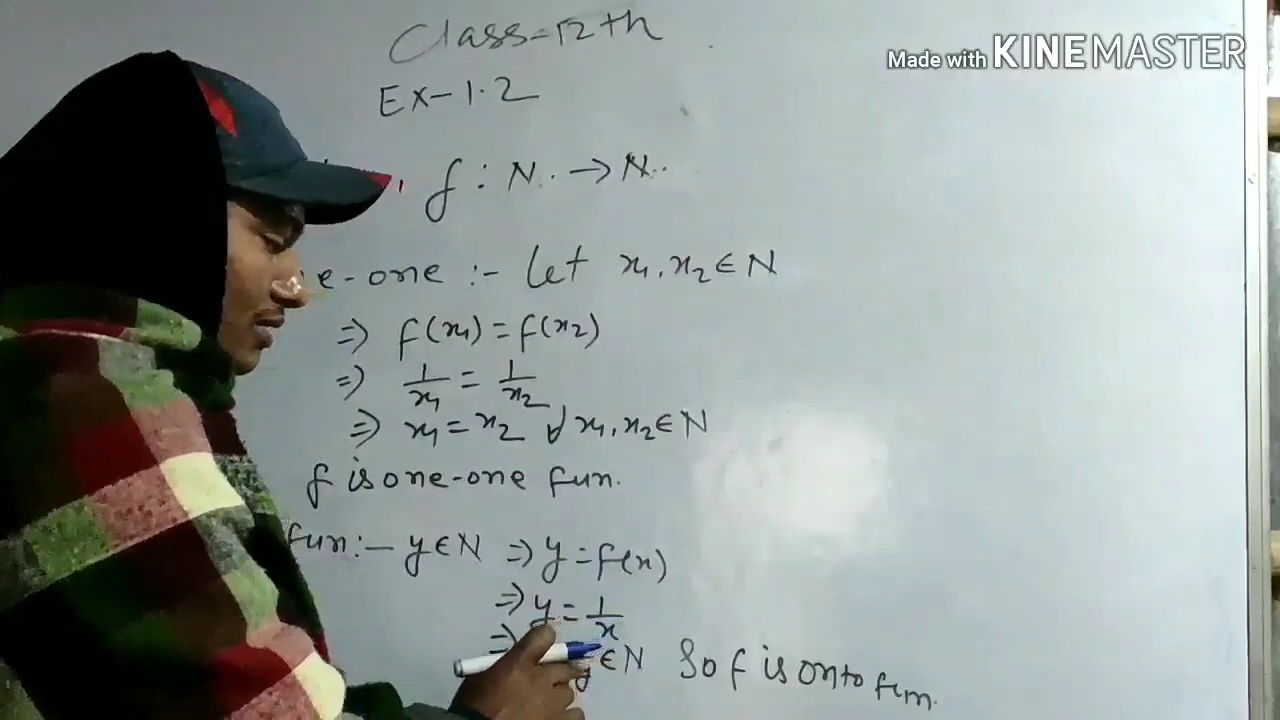 Class-12th
Made with KINEMASTER
Ex-1.2
f : N.. → N..
e-one :- Let x₁, x₂ ∈ N
⇒ f(x₁) = f(x₂)
⇒ 1/x₁ = 1/x₂
⇒ x₁ = x₂ ∀ x₁, x₂ ∈ N
f is one-one fun.
fun :- y ∈ N ⇒ y = f(x)
⇒ y = 1/x
⇒ y ∈ N So f is onto fun.